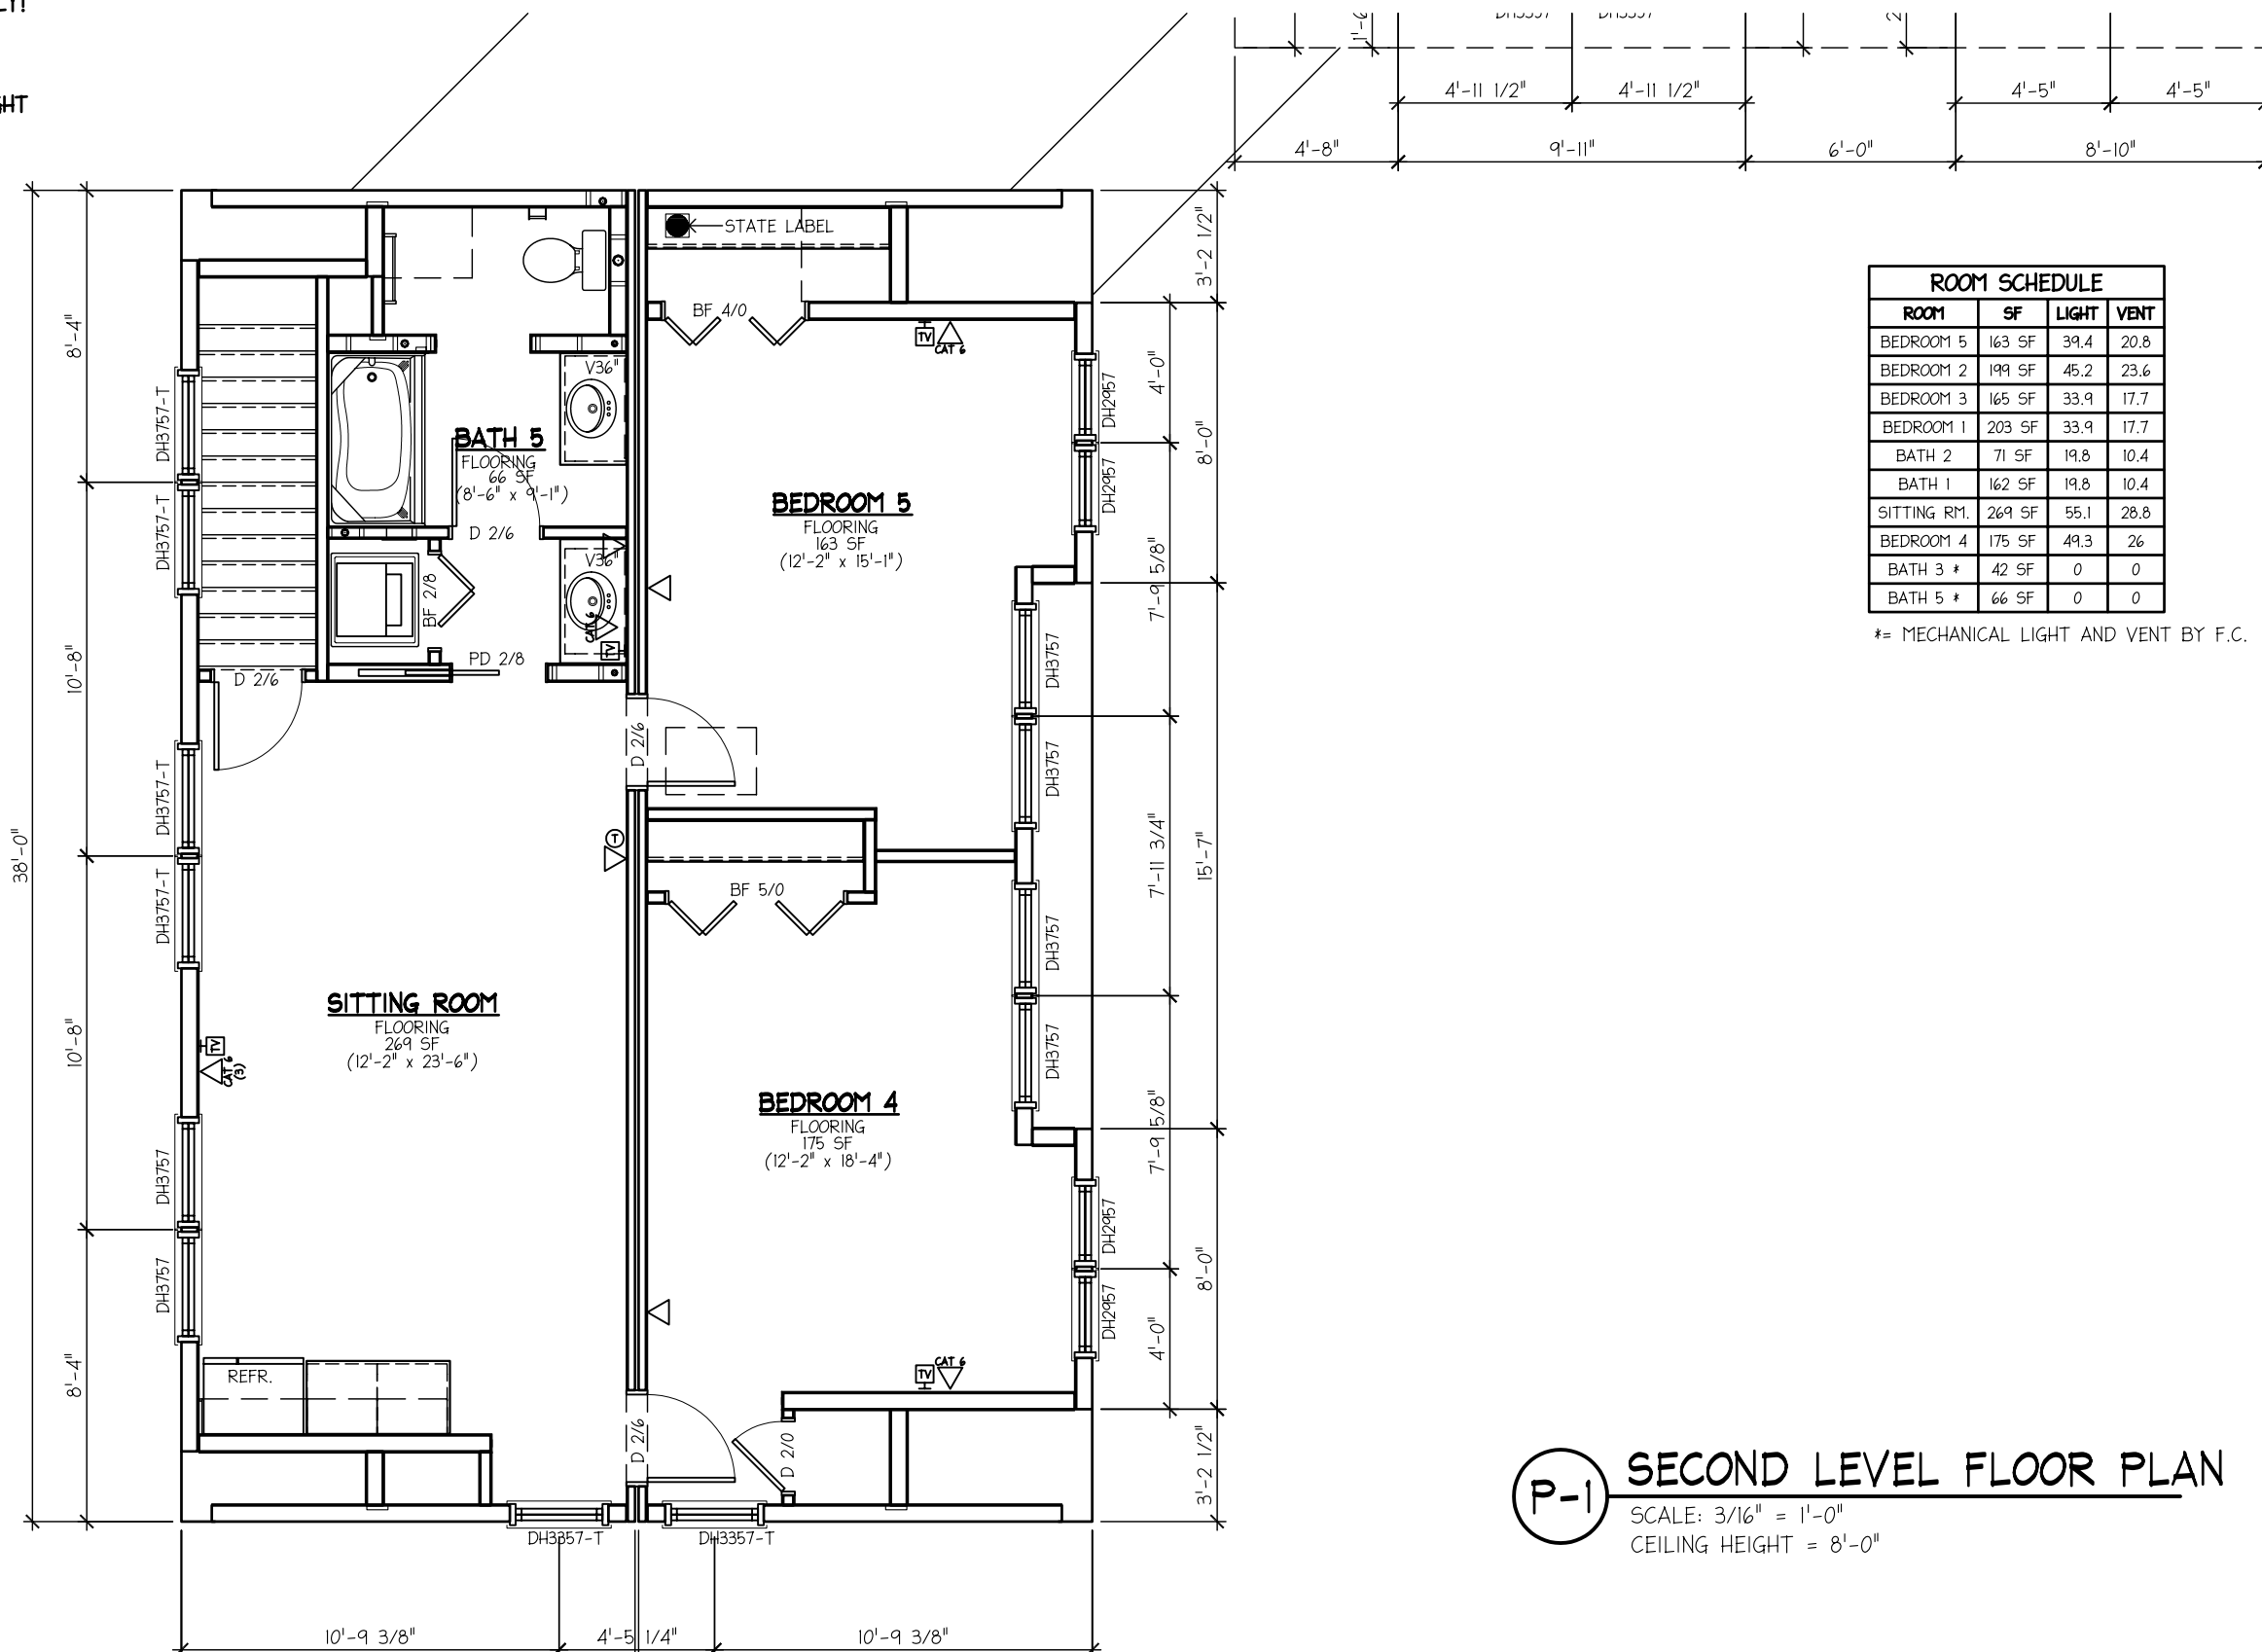 4'-11 1/2"
4'-11 1/2"
4'-5"
4'-5"
4'-8"
9'-11"
6'-0"
8'-10"
38'-0"
8'-4"
10'-8"
10'-8"
8'-4"
DH3757-T
DH3757-T
DH3757-T
DH3757-T
DH3757
DH3757
STATE LABEL
BF 4/0
TV
CAT 6
V36"
BATH 5
FLOORING
66 SF
(8'-6" x 9'-1")
D 2/6
V36"
BF 2/8
CAT 6
TV
PD 2/8
D 2/6
BEDROOM 5
FLOORING
163 SF
(12'-2" x 15'-1")
D 2/6
T
BF 5/0
SITTING ROOM
FLOORING
269 SF
(12'-2" x 23'-6")
TV
CAT 6
(3)
BEDROOM 4
FLOORING
175 SF
(12'-2" x 18'-4")
REFR.
TV
CAT 6
D 2/6
D 2/0
DH3357-T
DH3357-T
10'-9 3/8"
4'-5 1/4"
10'-9 3/8"
DH2957
DH2957
DH3757
DH3757
DH3757
DH3757
DH2957
DH2957
4'-0"
7'-9 5/8"
7'-11 3/4"
7'-9 5/8"
4'-0"
3'-2 1/2"
8'-0"
15'-7"
8'-0"
3'-2 1/2"
ROOM SCHEDULE
ROOM SF LIGHT VENT
BEDROOM 5 163 SF 39.4 20.8
BEDROOM 2 199 SF 45.2 23.6
BEDROOM 3 165 SF 33.9 17.7
BEDROOM 1 203 SF 33.9 17.7
BATH 2 71 SF 19.8 10.4
BATH 1 162 SF 19.8 10.4
SITTING RM. 269 SF 55.1 28.8
BEDROOM 4 175 SF 49.3 26
BATH 3 * 42 SF 0 0
BATH 5 * 66 SF 0 0
*= MECHANICAL LIGHT AND VENT BY F.C.
P-1
SECOND LEVEL FLOOR PLAN
SCALE: 3/16" = 1'-0"
CEILING HEIGHT = 8'-0"